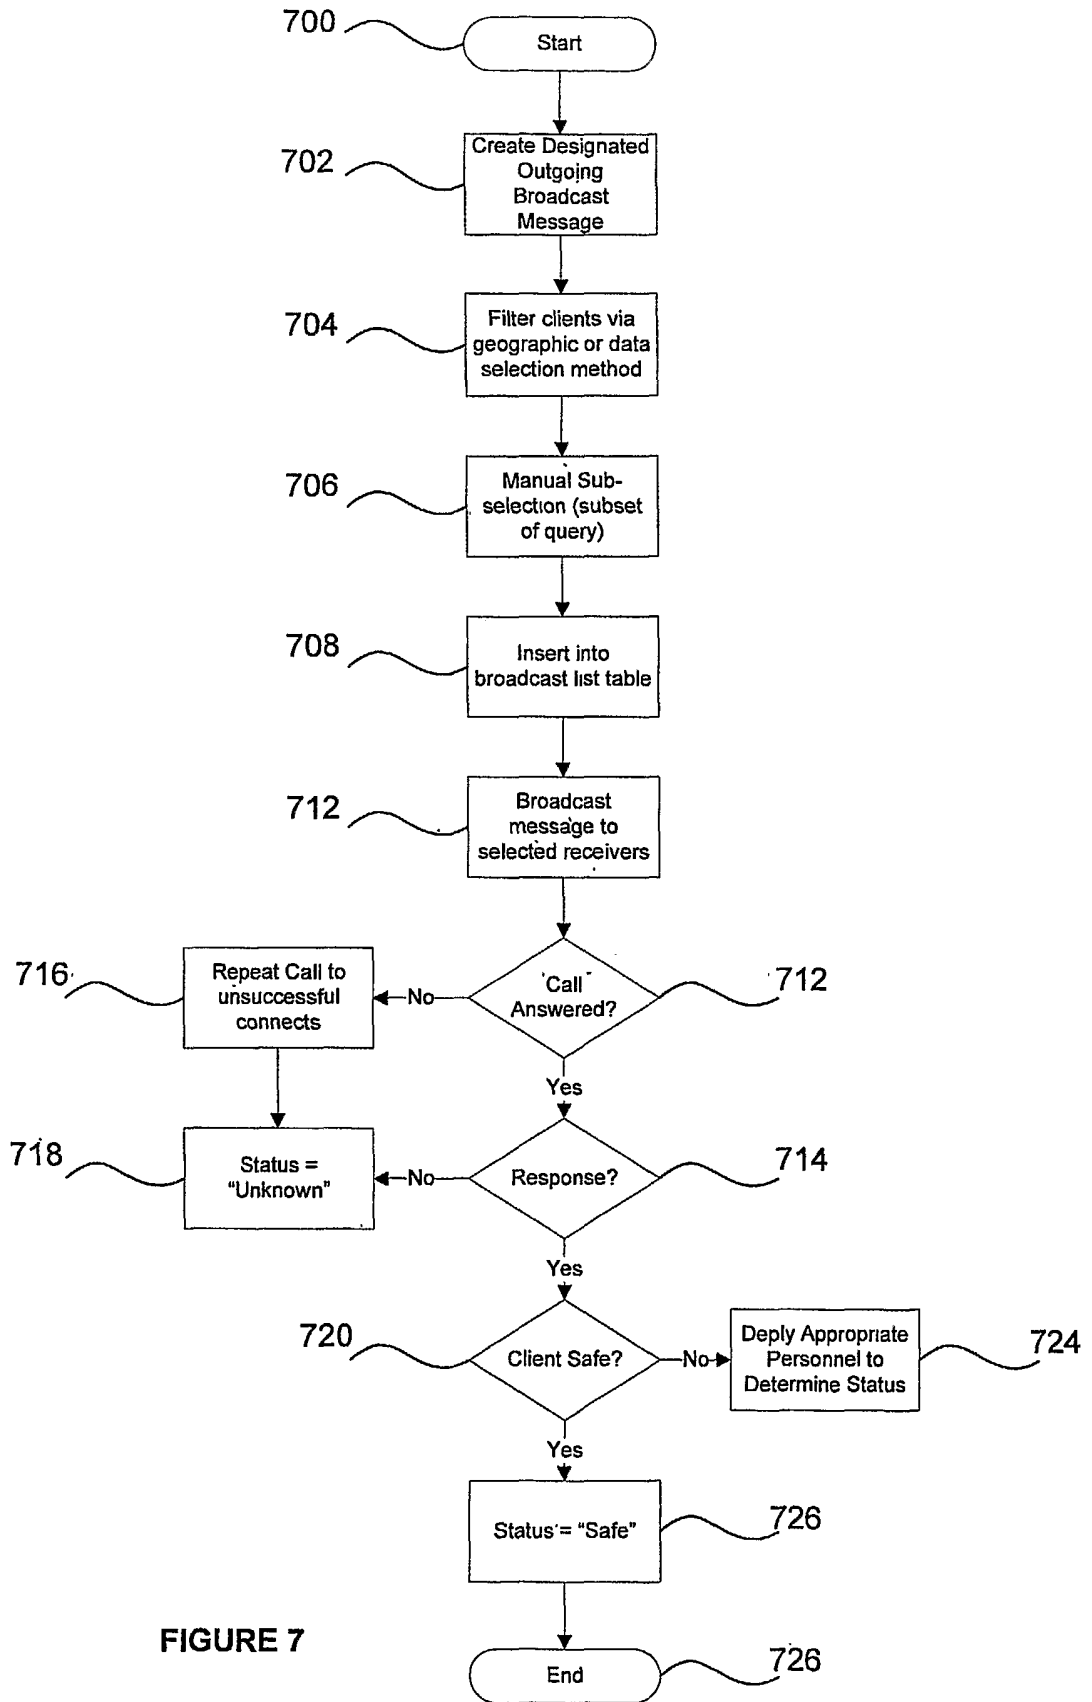 700
Start
702
Create Designated
Outgoing
Broadcast
Message
704
Filter clients via
geographic or data
selection method
706
Manual Sub-
selection (subset
of query)
708
Insert into
broadcast list table
712
Broadcast
message to
selected receivers
716
Repeat Call to
unsuccessful
connects
No
Call
Answered?
712
Yes
718
Status =
"Unknown"
No
Response?
714
Yes
720
Client Safe?
No
Deply Appropriate
Personnel to
Determine Status
724
Yes
Status = "Safe"
726
FIGURE 7
End
726